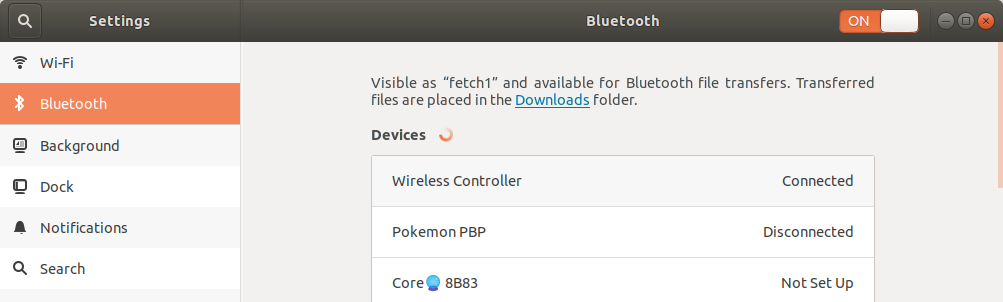 Settings
Bluetooth
ON
Wi-Fi
Bluetooth
Background
Dock
Notifications
Search
Visible as “fetch1” and available for Bluetooth file transfers. Transferred
files are placed in the Downloads folder.
Devices
Wireless Controller Connected
Pokemon PBP Disconnected
Core🔮 8B83 Not Set Up